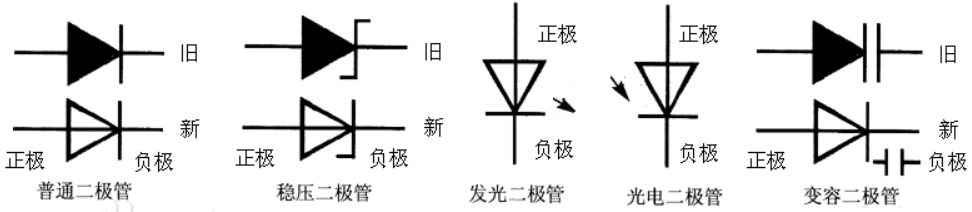 旧
新
正极 负极
普通二极管
旧
新
正极 负极
稳压二极管
正极
负极
发光二极管
正极
负极
光电二极管
旧
新
正极 负极
变容二极管